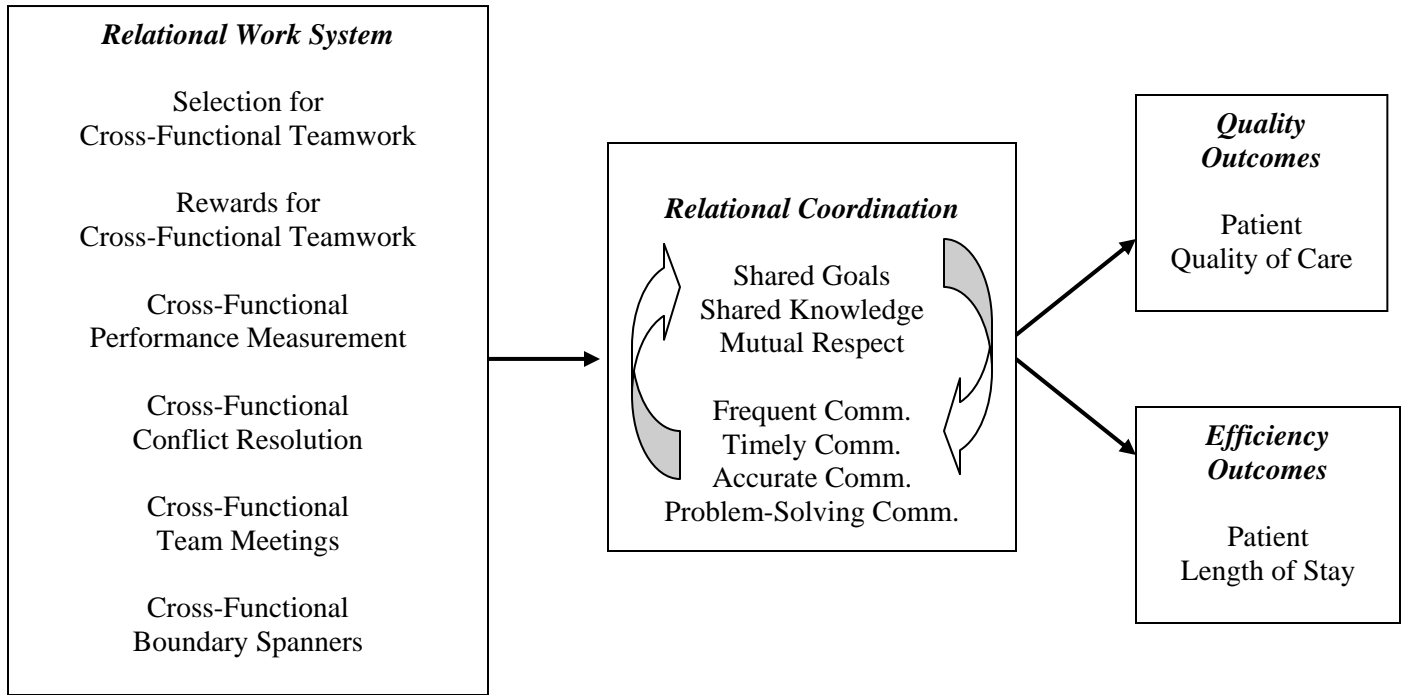 Relational Work System
Selection for
Cross-Functional Teamwork
Rewards for
Cross-Functional Teamwork
Cross-Functional
Performance Measurement
Cross-Functional
Conflict Resolution
Cross-Functional
Team Meetings
Cross-Functional
Boundary Spanners
Relational Coordination
Shared Goals
Shared Knowledge
Mutual Respect
Frequent Comm.
Timely Comm.
Accurate Comm.
Problem-Solving Comm.
Quality
Outcomes
Patient
Quality of Care
Efficiency
Outcomes
Patient
Length of Stay